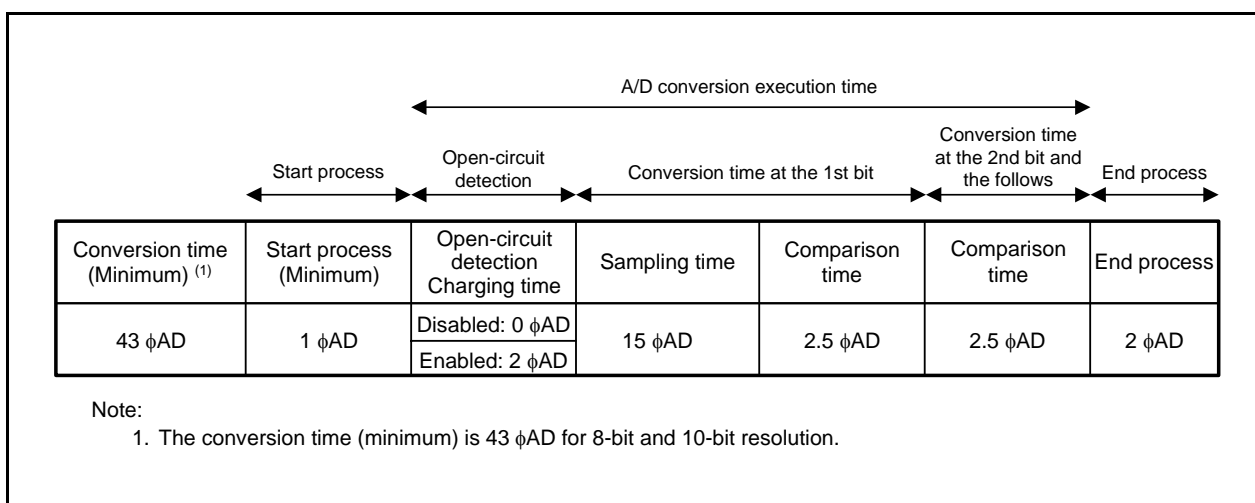 A/D conversion execution time
Start process
Open-circuit
detection
Conversion time at the 1st bit
Conversion time
at the 2nd bit and
the follows
End process
Conversion time
(Minimum) (1)
Start process
(Minimum)
Open-circuit
detection
Charging time
Sampling time
Comparison
time
Comparison
time
End process
43 ϕAD
1 ϕAD
Disabled: 0 ϕAD
Enabled: 2 ϕAD
15 ϕAD
2.5 ϕAD
2.5 ϕAD
2 ϕAD
Note:
1. The conversion time (minimum) is 43 ϕAD for 8-bit and 10-bit resolution.